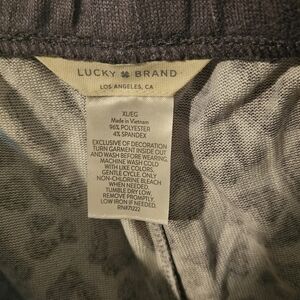 LUCKY BRAND
LOS ANGELES, CA
XL/EG
Made in Vietnam
96% POLYESTER
4% SPANDEX
EXCLUSIVE OF DECORATION
TURN GARMENT INSIDE OUT
AND WASH BEFORE WEARING.
MACHINE WASH COLD
WITH LIKE COLORS,
GENTLE CYCLE. ONLY
NON-CHLORINE BLEACH
WHEN NEEDED.
TUMBLE DRY LOW.
REMOVE PROMPTLY.
LOW IRON IF NEEDED.
RN#71222